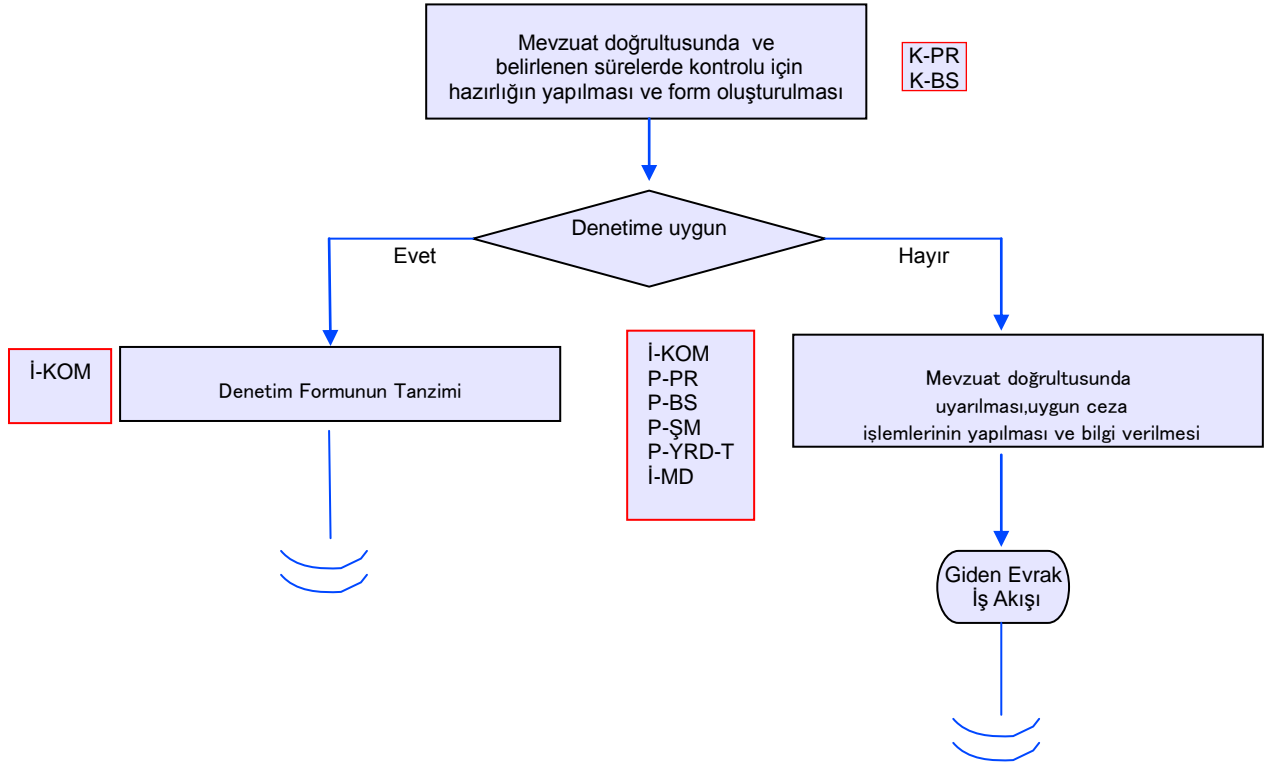 Mevzuat doğrultusunda ve
belirlenen sürelerde kontrolu için
hazırlığın yapılması ve form oluşturulması
K-PR
K-BS
Denetime uygun
Evet
Hayır
İ-KOM
Denetim Formunun Tanzimi
İ-KOM
P-PR
P-BS
P-ŞM
P-YRD-T
İ-MD
Mevzuat doğrultusunda
uyarılması,uygun ceza
işlemlerinin yapılması ve bilgi verilmesi
Giden Evrak
İş Akışı